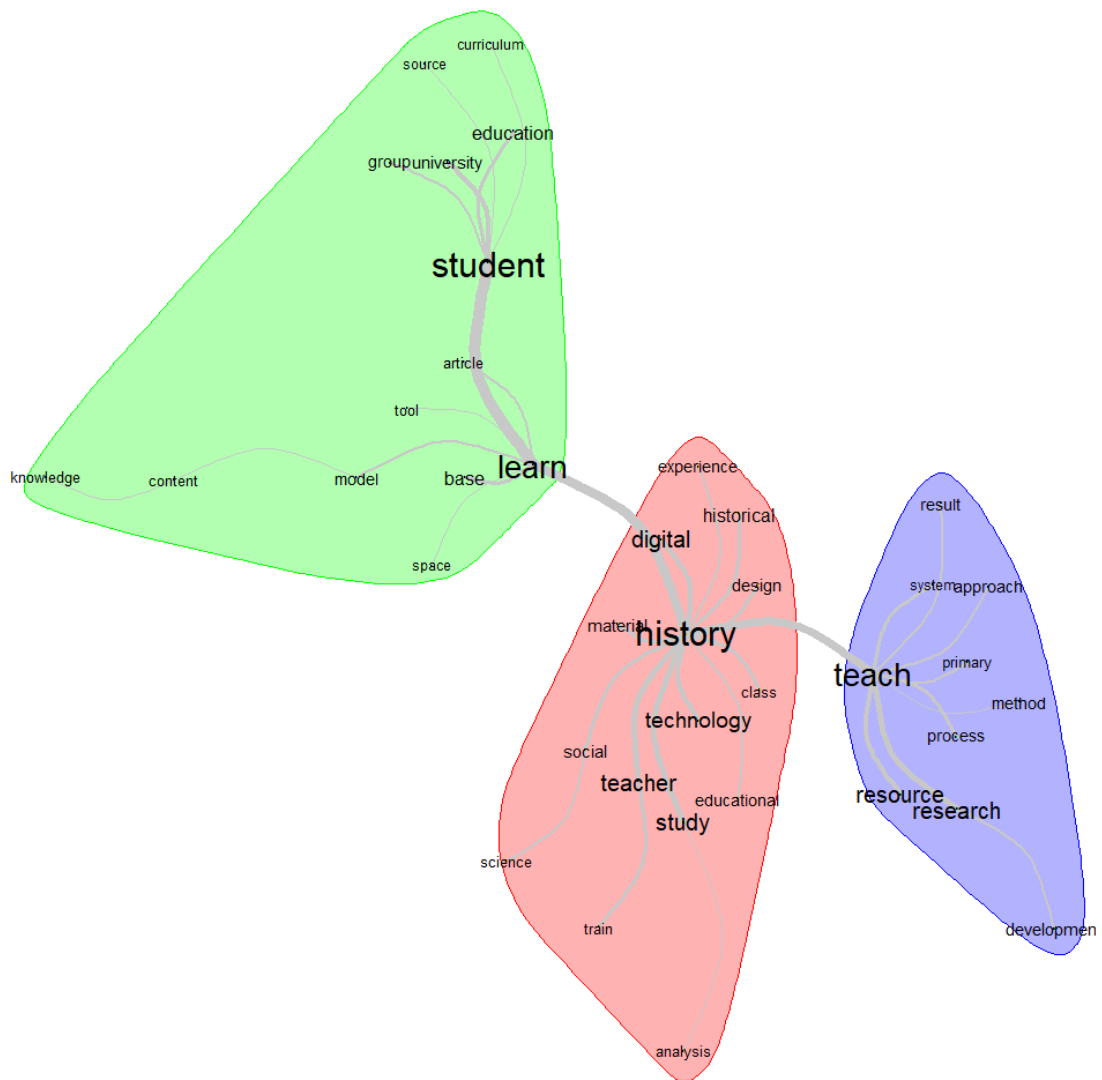 curriculum
source
education
group
university
student
article
tool
learn
knowledge
content
model
base
space
experience
historical
digital
design
material
history
class
technology
social
teacher
educational
study
science
train
analysis
result
system
approach
primary
teach
method
process
resource
research
developmen